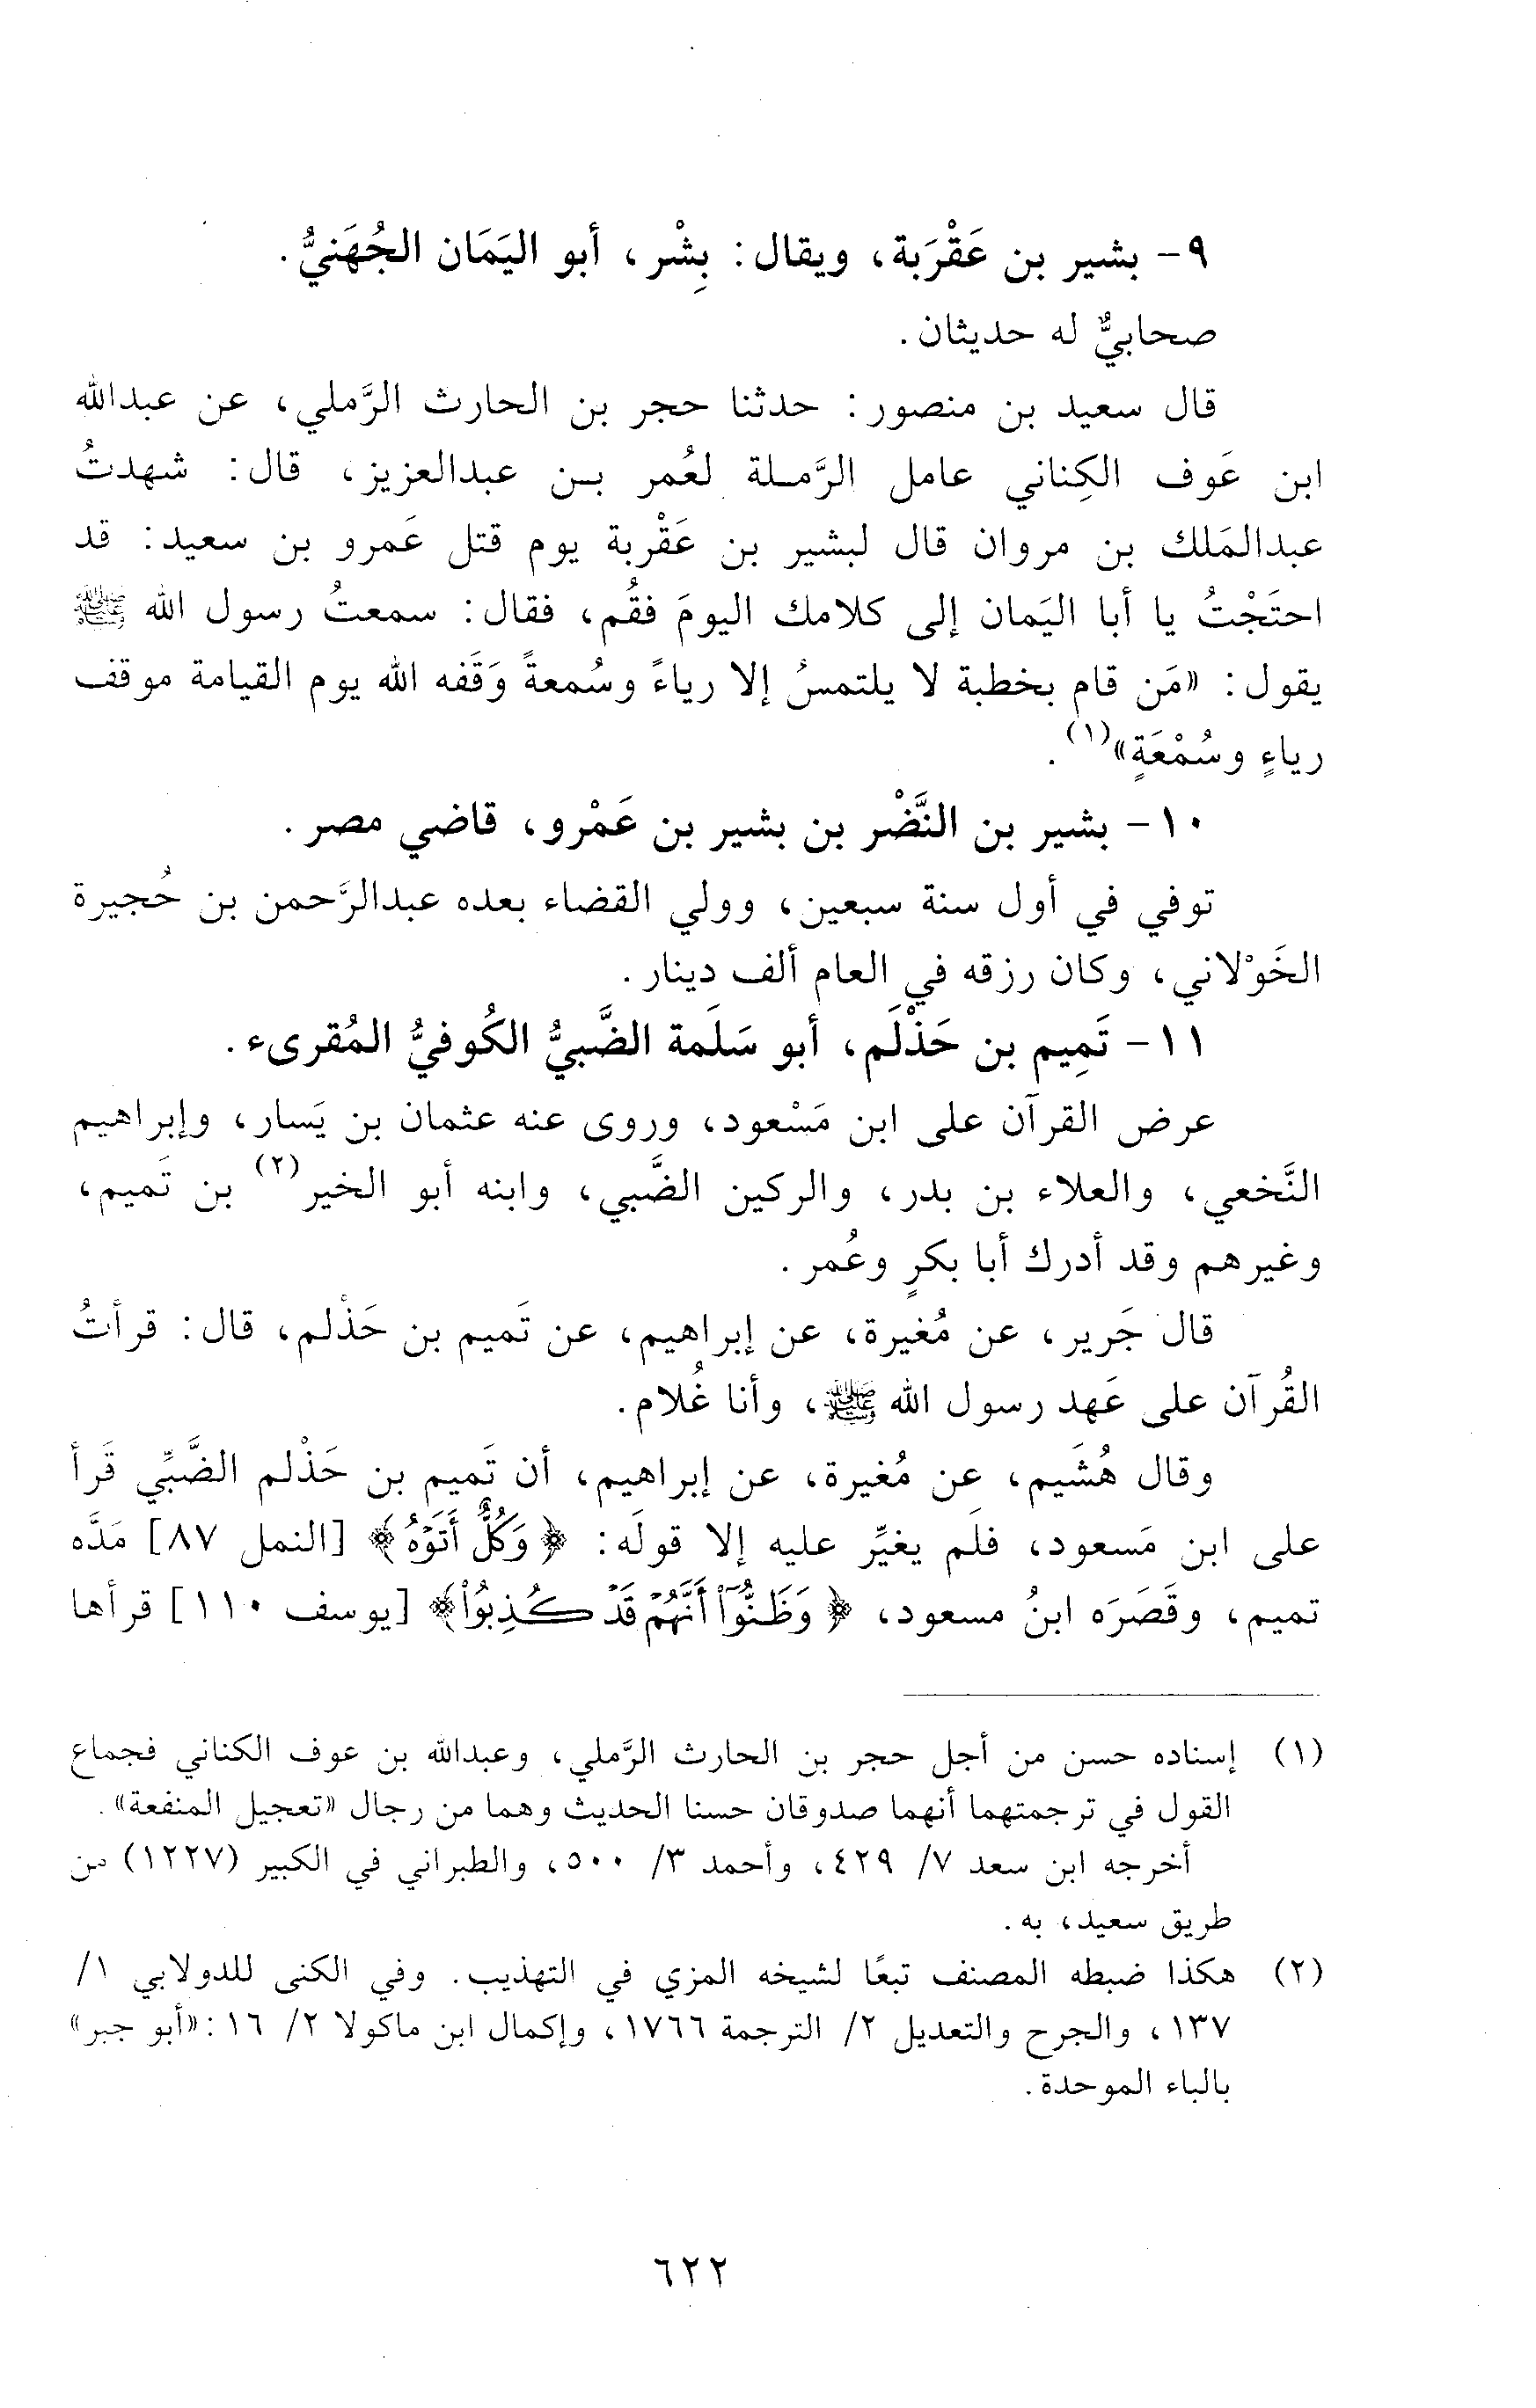 ٩- بشير بن عَقْرَبة، ويقال: بِشْر، أبو اليَمَان الجُهَنيُّ.
صحابيٌّ له حديثان.
قال سعيد بن منصور: حدثنا حجر بن الحارث الرَّملي، عن عبدالله
ابن عَوف الكِناني عامل الرَّملة لعُمر بن عبدالعزيز، قال: شهدتُ
عبدالمَلك بن مروان قال لبشير بن عَقْربة يوم قتل عَمرو بن سعيد: قد
احتَجْتُ يا أبا اليَمان إلى كلامك اليومَ فقُم، فقال: سمعتُ رسول الله ﷺ
يقول: «مَن قام بخطبة لا يلتمسُ إلا رياءً وسُمعةً وَقَفه الله يوم القيامة موقف
رياءٍ وسُمْعَةٍ»(١).
١٠- بشير بن النَّضْر بن بشير بن عَمْرو، قاضي مصر.
توفي في أول سنة سبعين، وولي القضاء بعده عبدالرَّحمن بن حُجيرة
الخَوْلاني، وكان رزقه في العام ألف دينار.
١١- تَمِيم بن حَذْلَم، أبو سَلَمة الضَّبيُّ الكُوفيُّ المُقرىء.
عرض القرآن على ابن مَسْعود، وروى عنه عثمان بن يَسار، وإبراهيم
النَّخعي، والعلاء بن بدر، والركين الضَّبي، وابنه أبو الخير(٢) بن تَميم،
وغيرهم وقد أدرك أبا بكرٍ وعُمر.
قال جَرير، عن مُغيرة، عن إبراهيم، عن تَميم بن حَذْلم، قال: قرأتُ
القُرآن على عَهد رسول الله ﷺ، وأنا غُلام.
وقال هُشَيم، عن مُغيرة، عن إبراهيم، أن تَميم بن حَذْلم الضَّبِّي قَرأ
على ابن مَسعود، فلَم يغيِّر عليه إلا قولَه: ﴿وَكُلٌّ أَتَوْهُ﴾ [النمل ٨٧] مَدَّه
تميم، وقَصَرَه ابنُ مسعود، ﴿وَظَنُّوٓا۟ أَنَّهُمْ قَدْ كُذِبُوا۟﴾ [يوسف ١١٠] قرأها
(١) إسناده حسن من أجل حجر بن الحارث الرَّملي، وعبدالله بن عوف الكناني فجماع
القول في ترجمتهما أنهما صدوقان حسنا الحديث وهما من رجال «تعجيل المنفعة».
أخرجه ابن سعد ٧/ ٤٢٩، وأحمد ٣/ ٥٠٠، والطبراني في الكبير (١٢٢٧) من
طريق سعيد، به.
(٢) هكذا ضبطه المصنف تبعًا لشيخه المزي في التهذيب. وفي الكنى للدولابي ١/
١٣٧، والجرح والتعديل ٢/ الترجمة ١٧٦٦، وإكمال ابن ماكولا ٢/ ١٦: «أبو جبر»
بالباء الموحدة.
٦٢٢